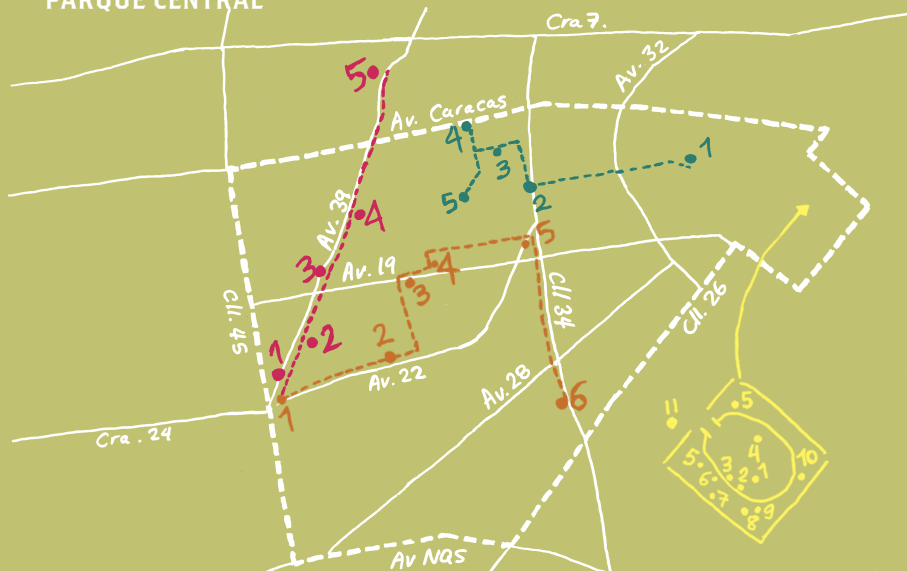 PARQUE CENTRAL
Cra 7.
Av. 32
5
Av. Caracas
4
3
1
5
2
Av. 39
4
3
Av. 19
5
4
3
Cll. 45
Cll 34
Cll. 26
1
2
2
Av. 22
Av. 28
6
1
Cra. 24
11
5
4
10
5
3
1
6
2
7
9
8
Av NQS